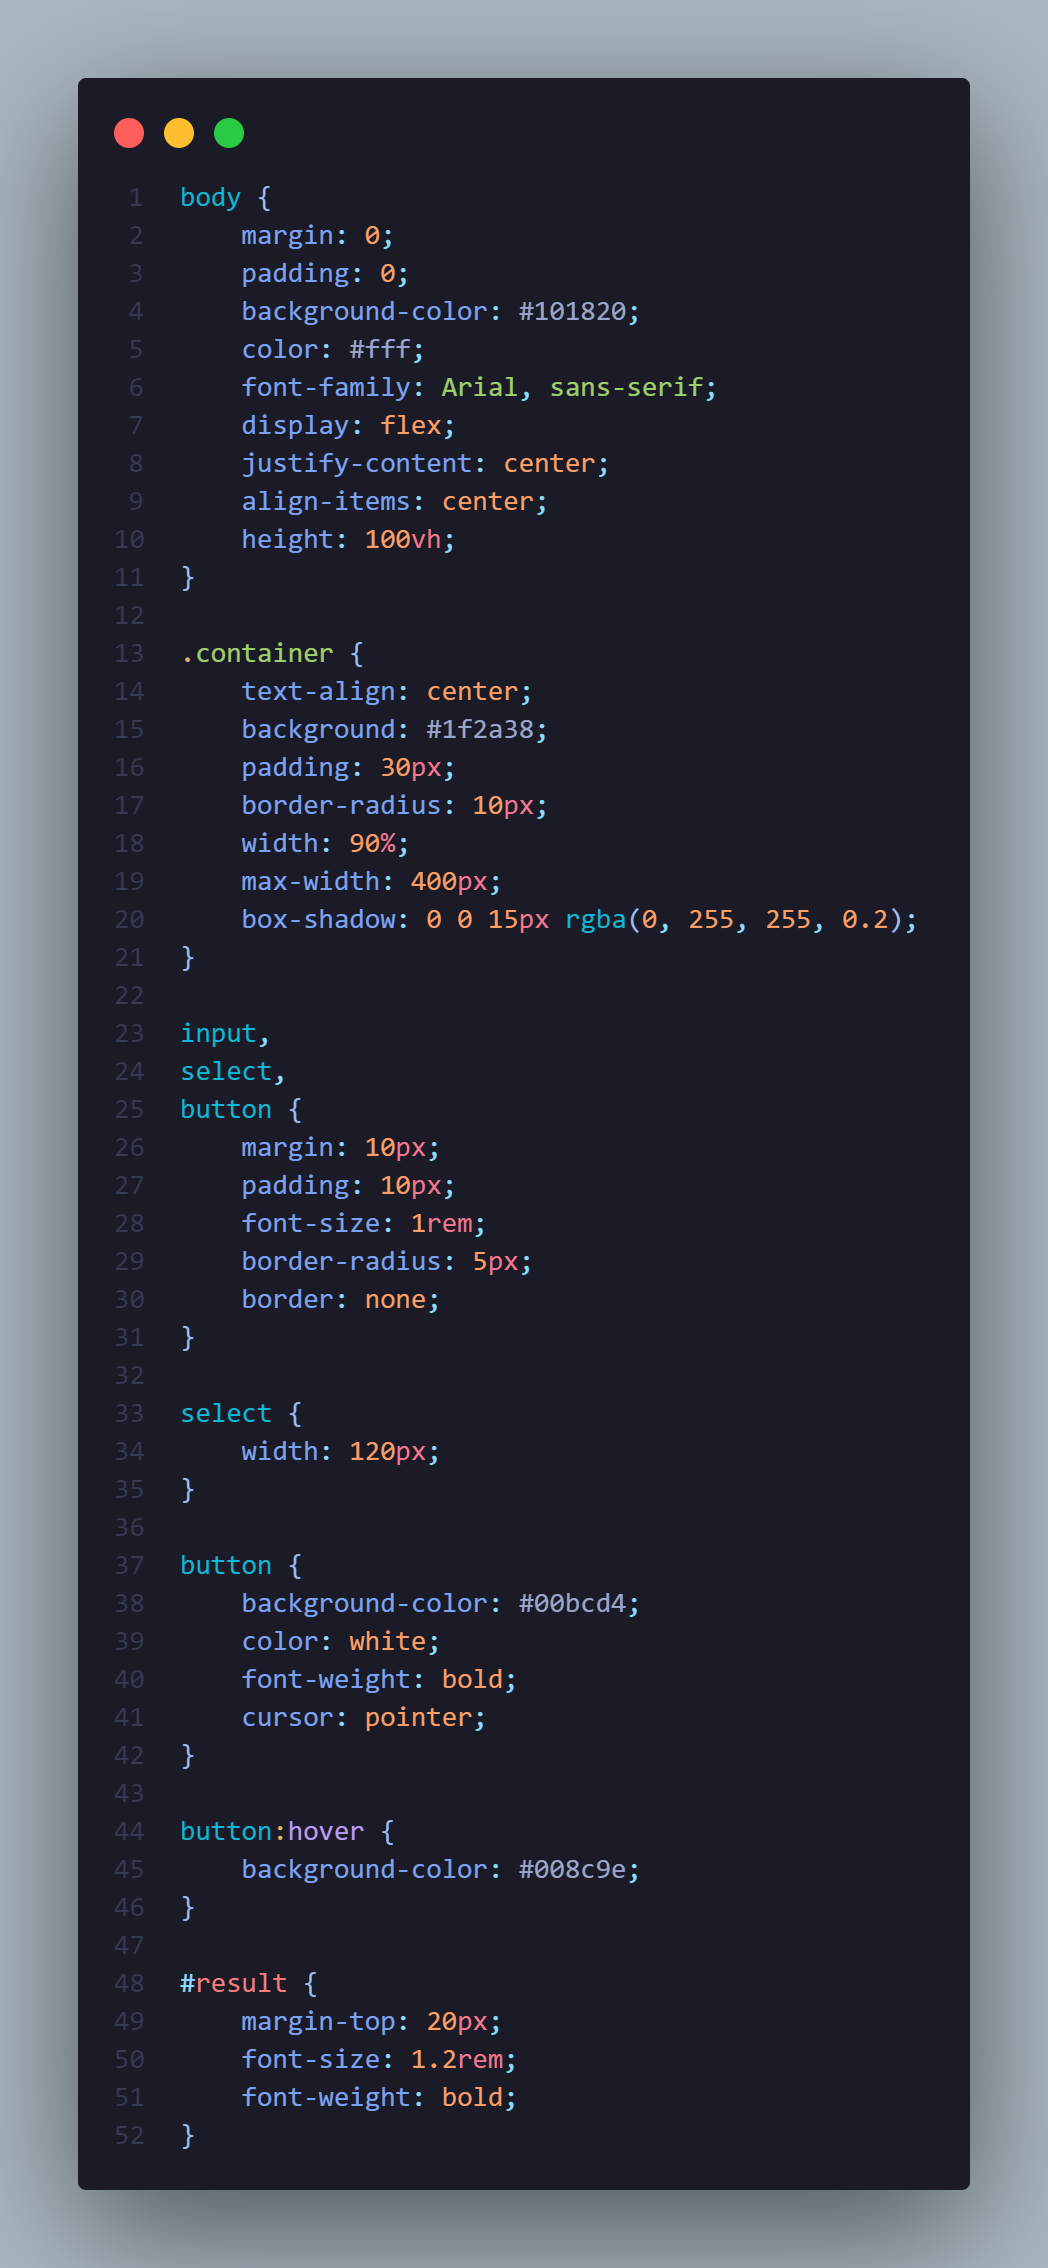 1 body {
2     margin: 0;
3     padding: 0;
4     background-color: #101820;
5     color: #fff;
6     font-family: Arial, sans-serif;
7     display: flex;
8     justify-content: center;
9     align-items: center;
10     height: 100vh;
11 }
12
13 .container {
14     text-align: center;
15     background: #1f2a38;
16     padding: 30px;
17     border-radius: 10px;
18     width: 90%;
19     max-width: 400px;
20     box-shadow: 0 0 15px rgba(0, 255, 255, 0.2);
21 }
22
23 input,
24 select,
25 button {
26     margin: 10px;
27     padding: 10px;
28     font-size: 1rem;
29     border-radius: 5px;
30     border: none;
31 }
32
33 select {
34     width: 120px;
35 }
36
37 button {
38     background-color: #00bcd4;
39     color: white;
40     font-weight: bold;
41     cursor: pointer;
42 }
43
44 button:hover {
45     background-color: #008c9e;
46 }
47
48 #result {
49     margin-top: 20px;
50     font-size: 1.2rem;
51     font-weight: bold;
52 }